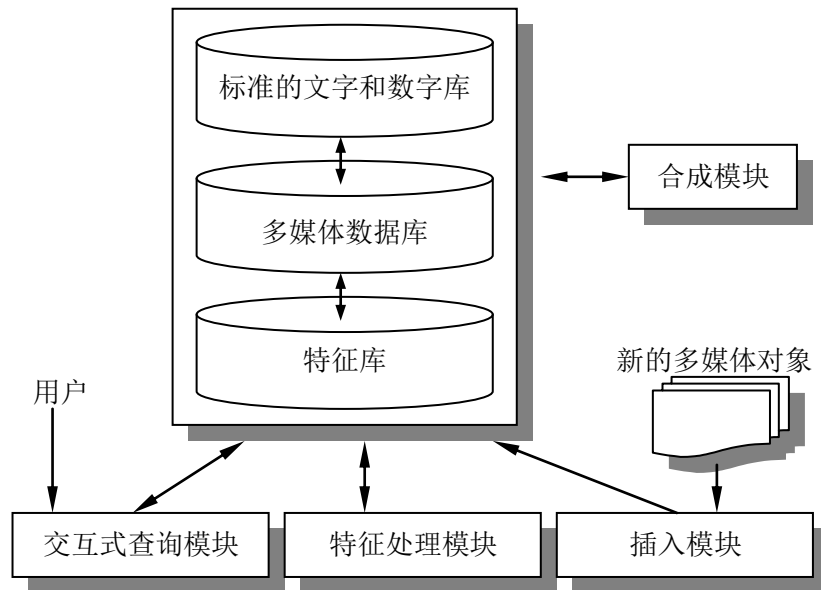 标准的文字和数字库
多媒体数据库
特征库
合成模块
新的多媒体对象
用户
交互式查询模块
特征处理模块
插入模块